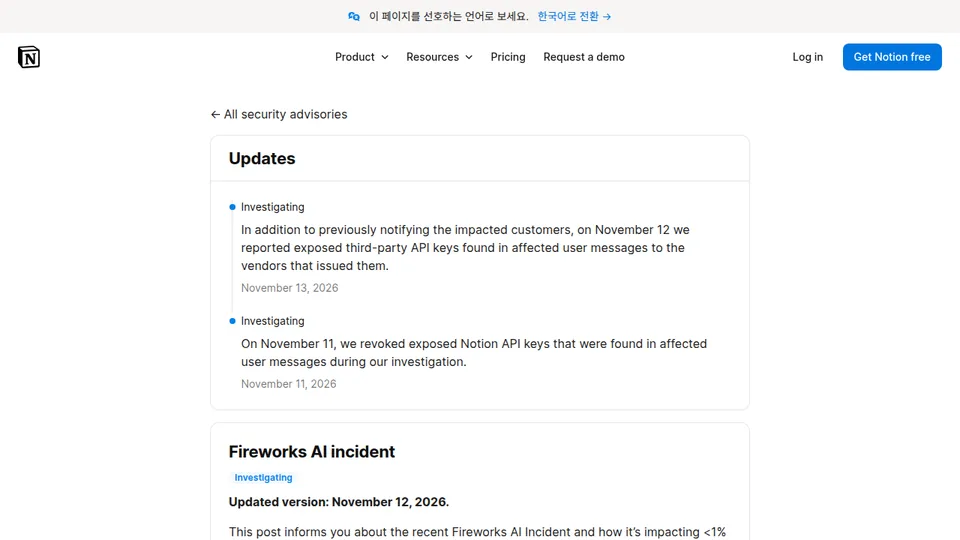 이 페이지를 선호하는 언어로 보세요. 한국어로 전환 →
Product Resources Pricing Request a demo Log in Get Notion free
← All security advisories
Updates
Investigating
In addition to previously notifying the impacted customers, on November 12 we
reported exposed third-party API keys found in affected user messages to the
vendors that issued them.
November 13, 2026
Investigating
On November 11, we revoked exposed Notion API keys that were found in affected
user messages during our investigation.
November 11, 2026
Fireworks AI incident
Investigating
Updated version: November 12, 2026.
This post informs you about the recent Fireworks AI Incident and how it’s impacting <1%